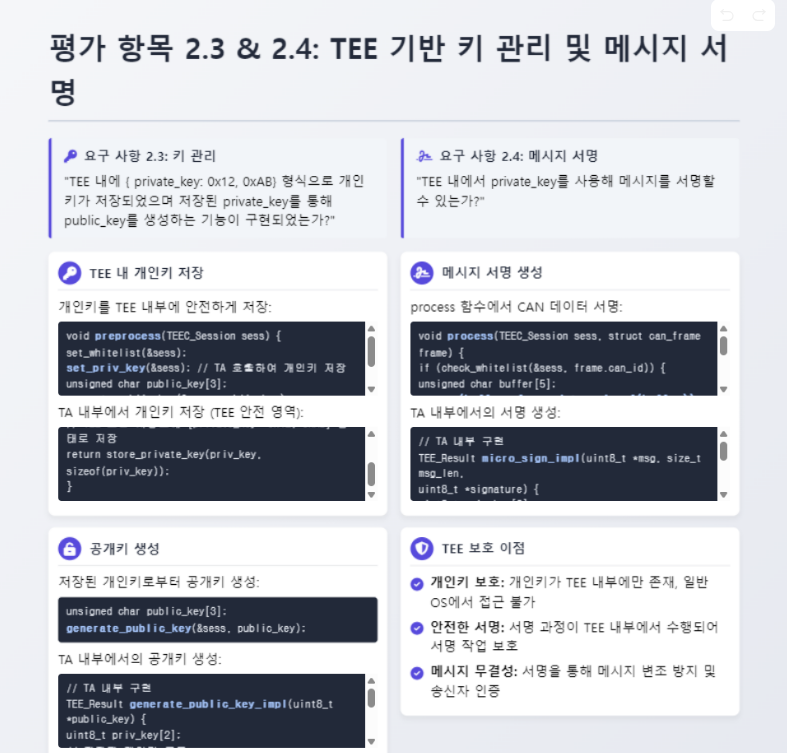 평가 항목 2.3 & 2.4: TEE 기반 키 관리 및 메시지 서
명
요구 사항 2.3: 키 관리
"TEE 내에 { private_key: 0x12, 0xAB} 형식으로 개인
키가 저장되었으며 저장된 private_key를 통해
public_key를 생성하는 기능이 구현되었는가?"
요구 사항 2.4: 메시지 서명
"TEE 내에서 private_key를 사용해 메시지를 서명할
수 있는가?"
TEE 내 개인키 저장
개인키를 TEE 내부에 안전하게 저장:
void preprocess(TEEC_Session sess) {
set_whitelist(&sess);
set_priv_key(&sess); // TA 호출하여 개인키 저장
unsigned char public_key[3];
TA 내부에서 개인키 저장 (TEE 안전 영역):
태로 저장
return store_private_key(priv_key,
sizeof(priv_key));
}
메시지 서명 생성
process 함수에서 CAN 데이터 서명:
void process(TEEC_Session sess, struct can_frame
frame) {
if (check_whitelist(&sess, frame.can_id)) {
unsigned char buffer[5];
TA 내부에서의 서명 생성:
// TA 내부 구현
TEE_Result micro_sign_impl(uint8_t *msg, size_t
msg_len,
uint8_t *signature) {
공개키 생성
저장된 개인키로부터 공개키 생성:
unsigned char public_key[3];
generate_public_key(&sess, public_key);
TA 내부에서의 공개키 생성:
// TA 내부 구현
TEE_Result generate_public_key_impl(uint8_t
*public_key) {
uint8_t priv_key[2];
TEE 보호 이점
개인키 보호: 개인키가 TEE 내부에만 존재, 일반
OS에서 접근 불가
안전한 서명: 서명 과정이 TEE 내부에서 수행되어
서명 작업 보호
메시지 무결성: 서명을 통해 메시지 변조 방지 및
송신자 인증